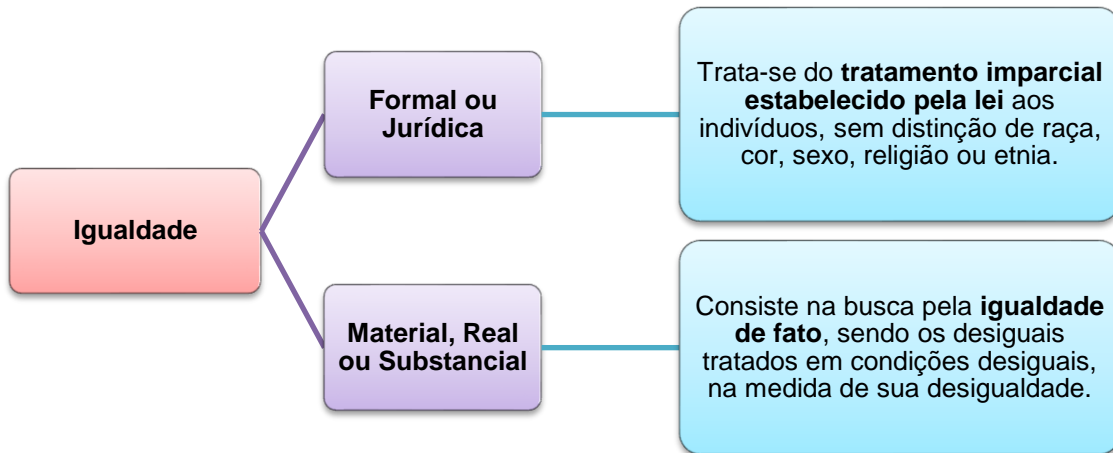 Igualdade
Formal ou
Jurídica
Trata-se do tratamento imparcial
estabelecido pela lei aos
indivíduos, sem distinção de raça,
cor, sexo, religião ou etnia.
Material, Real
ou Substancial
Consiste na busca pela igualdade
de fato, sendo os desiguais
tratados em condições desiguais,
na medida de sua desigualdade.